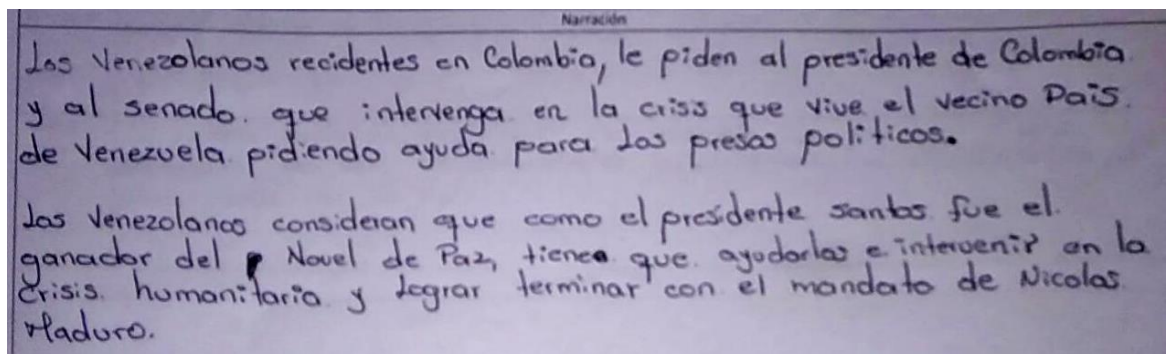 Narración
Los Venezolanos recidentes en Colombia, le piden al presidente de Colombia
y al senado. que intervenga en la criss que vive el vecino País.
de Venezuela pidiendo ayuda para los presos politicos.
Los Venezolanos consideran que como el presidente santos fue el.
ganador del Novel de Paz, tiene que ayudarlos e intervenir en la
crisis humanitaria y lograr terminar con el mandato de Nicolas
Maduro.